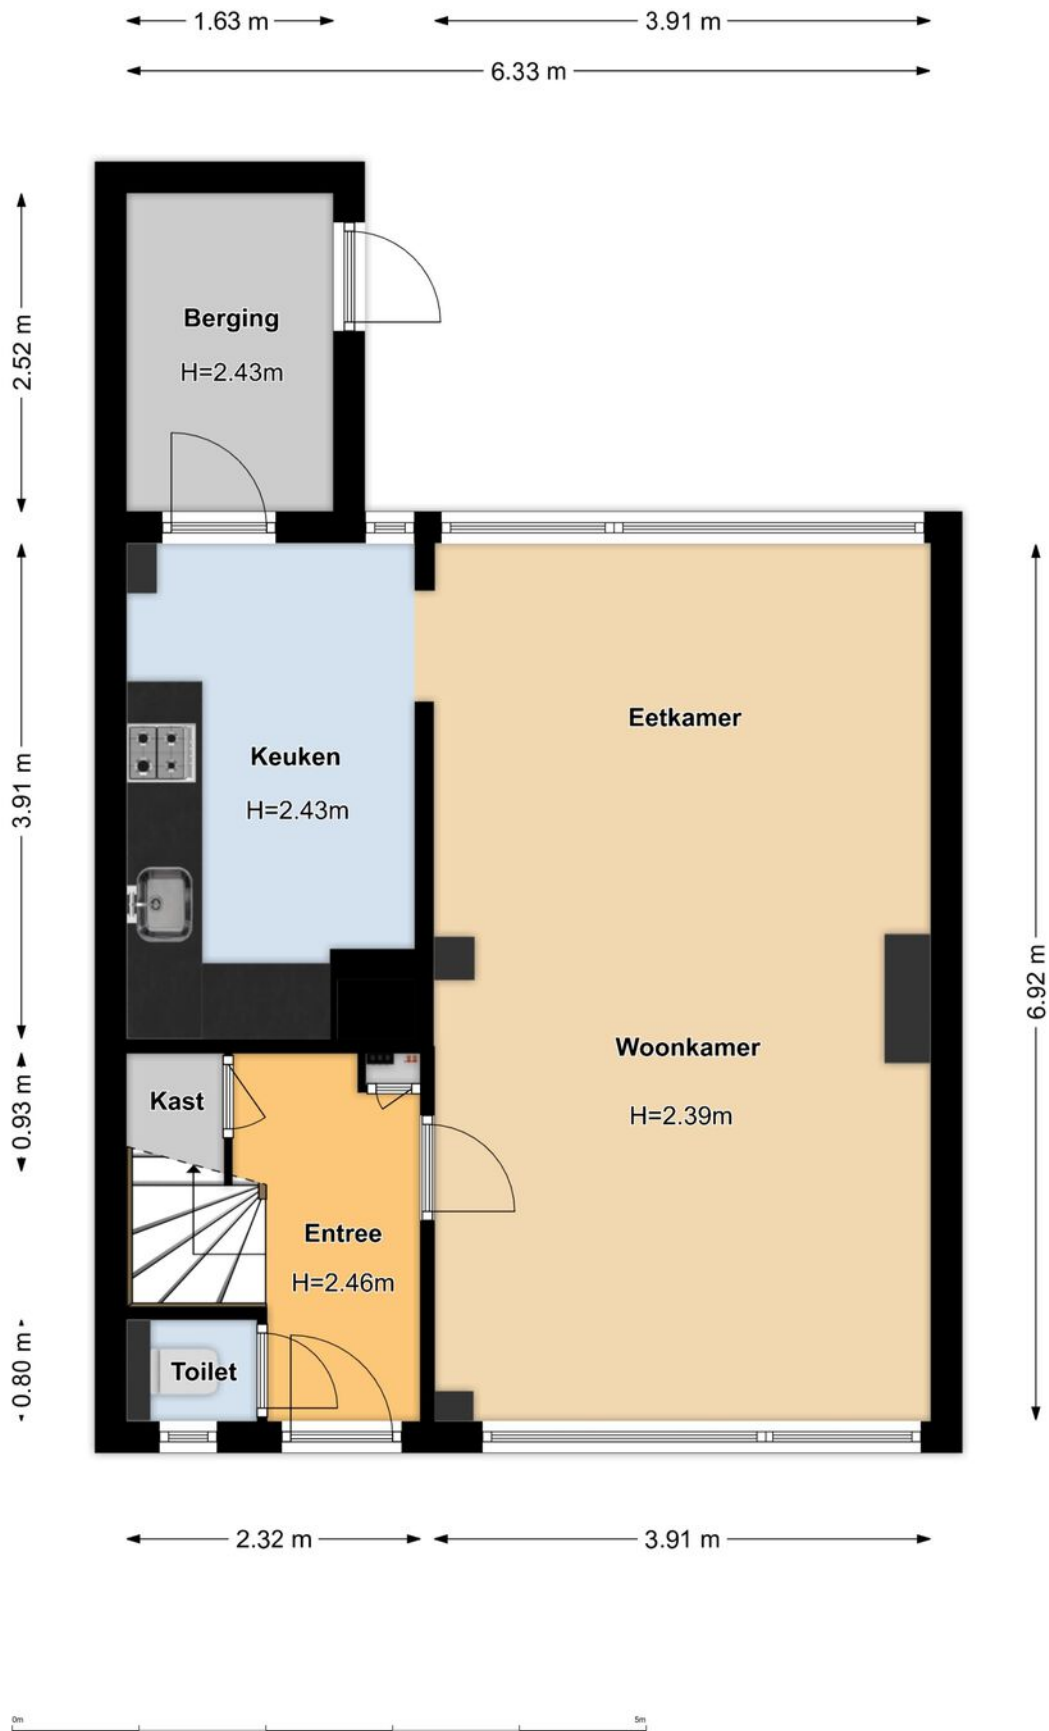 1.63 m
3.91 m
6.33 m
2.52 m
Berging
H=2.43m
3.91 m
Keuken
H=2.43m
Eetkamer
6.92 m
Woonkamer
H=2.39m
0.93 m
Kast
Entree
H=2.46m
0.80 m
Toilet
2.32 m
3.91 m
0m
5m